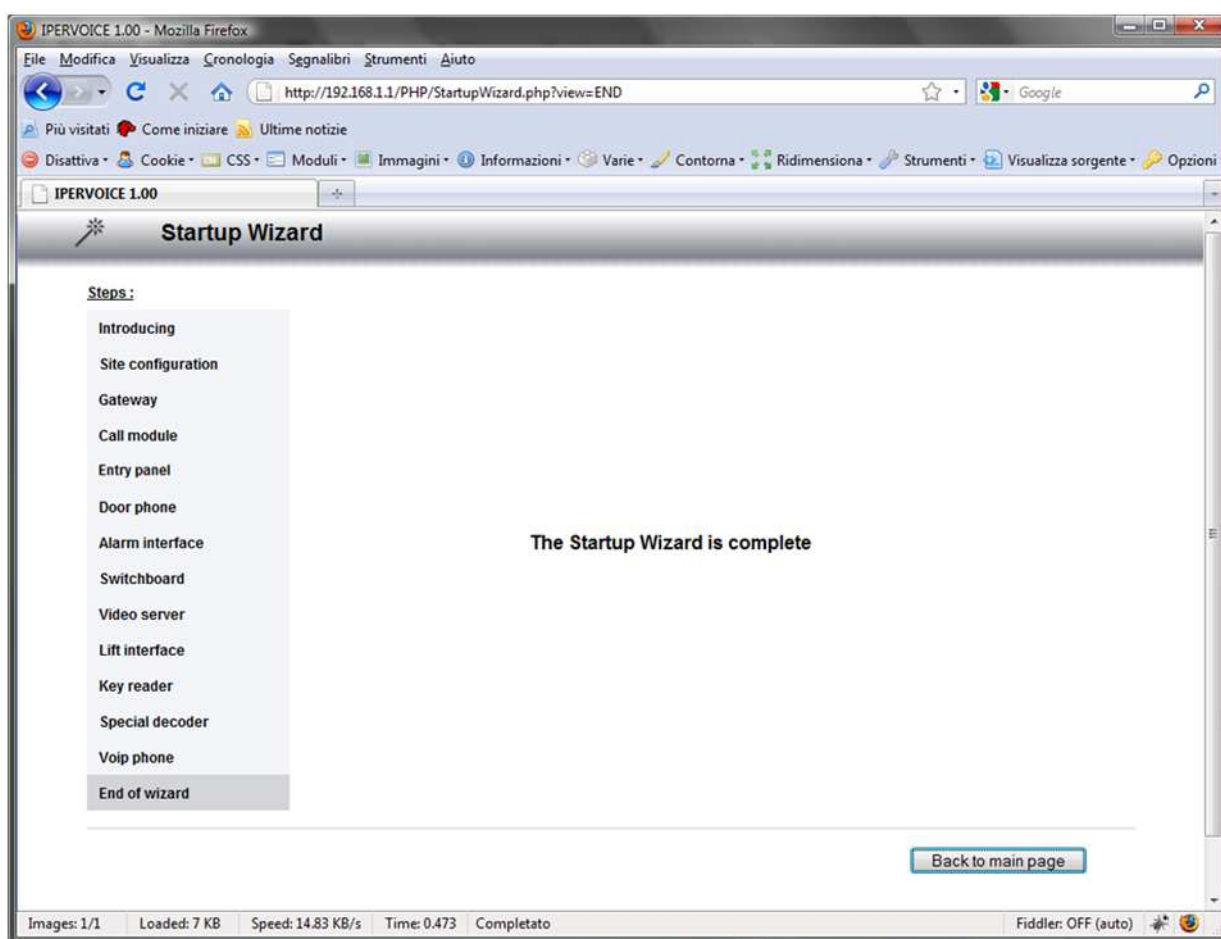 IPERVOICE 1.00 - Mozilla Firefox
File Modifica Visualizza Cronologia Segnalibri Strumenti Aiuto
http://192.168.1.1/PHP/StartupWizard.php?view=END Google
Più visitati Come iniziare Ultime notizie
Disattiva Cookie CSS Moduli Immagini Informazioni Varie Contorna Ridimensiona Strumenti Visualizza sorgente Opzioni
IPERVOICE 1.00
Startup Wizard
Steps :
Introducing
Site configuration
Gateway
Call module
Entry panel
Door phone
Alarm interface
Switchboard
Video server
Lift interface
Key reader
Special decoder
Voip phone
End of wizard
The Startup Wizard is complete
Back to main page
Images: 1/1 Loaded: 7 KB Speed: 14.83 KB/s Time: 0.473 Completato Fiddler: OFF (auto)